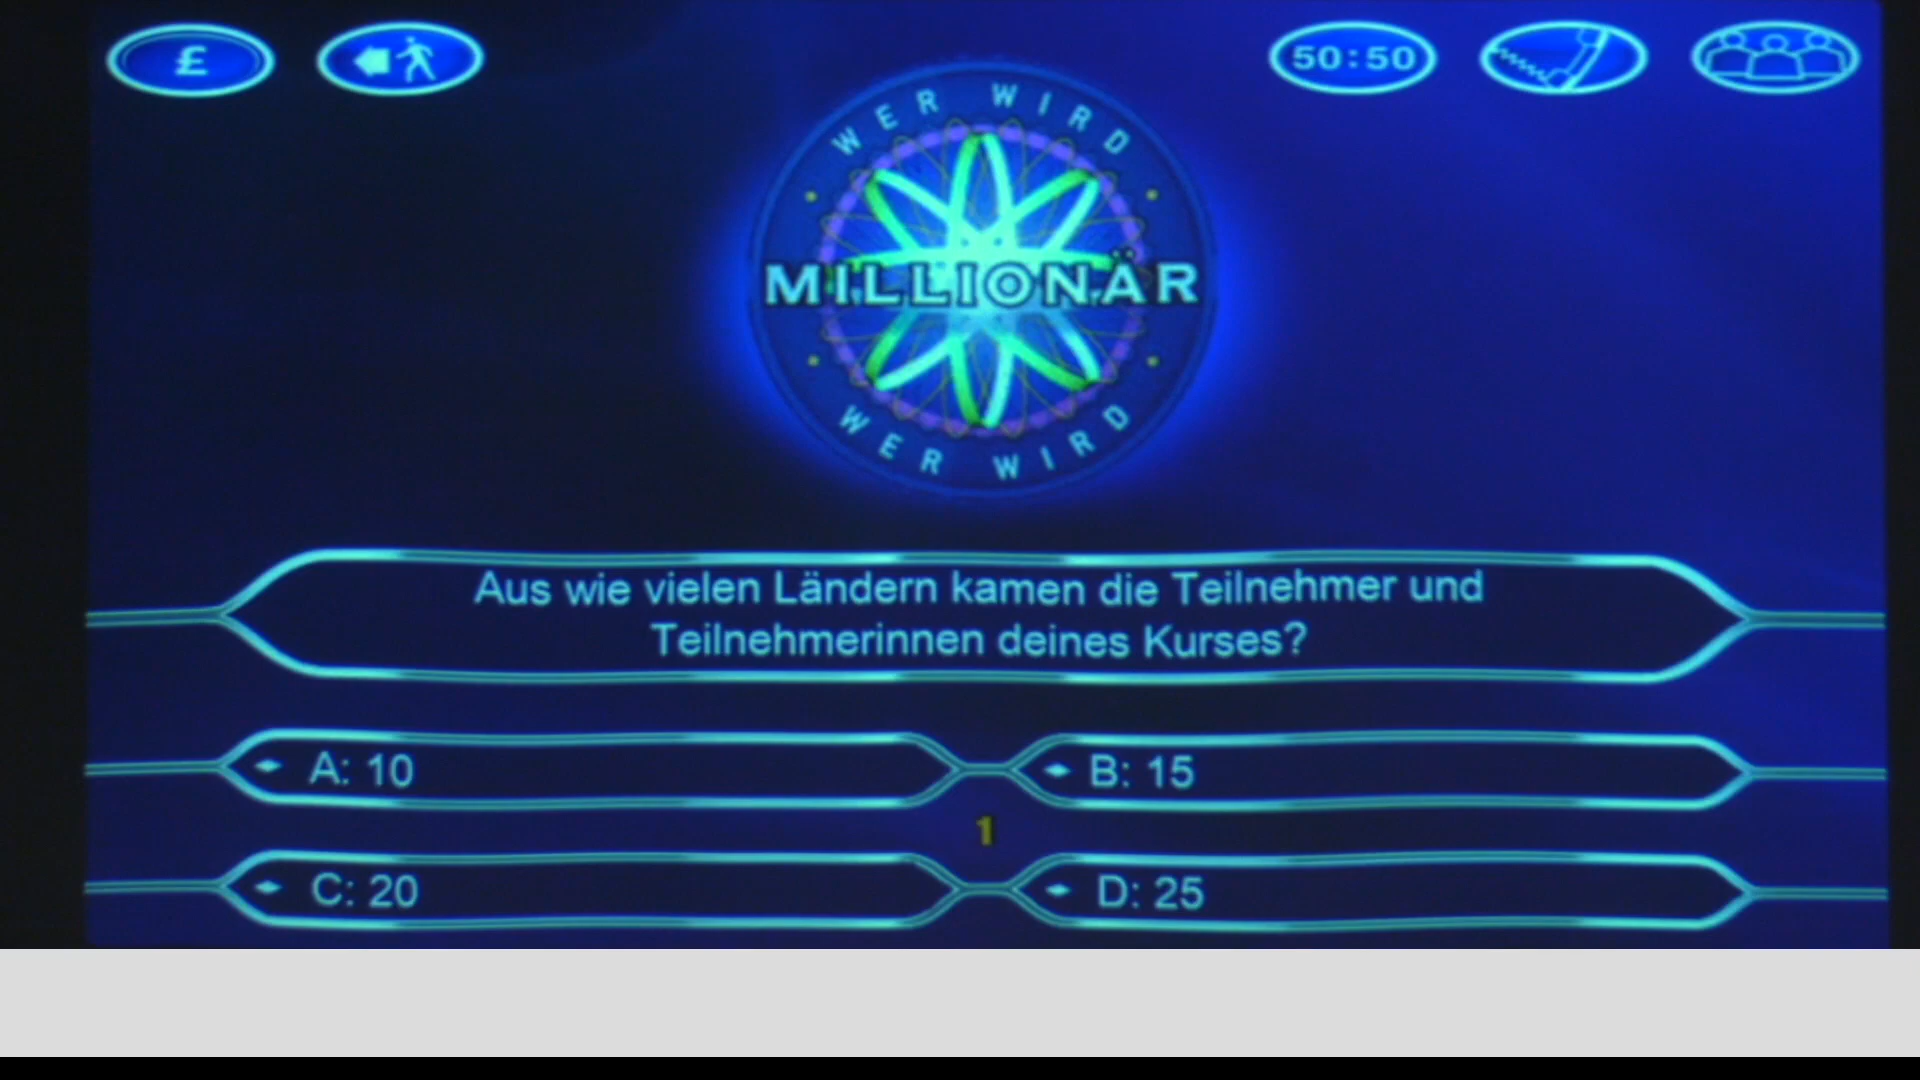 £
50:50
WER WIRD
MILLIONÄR
WER WIRD
Aus wie vielen Ländern kamen die Teilnehmer und
Teilnehmerinnen deines Kurses?
A: 10
B: 15
1
C: 20
D: 25